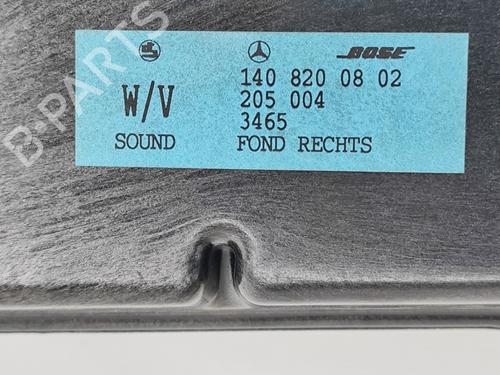 BOSE
140 820 08 02
W/V 205 004
3465
SOUND FOND RECHTS
B-PARTS